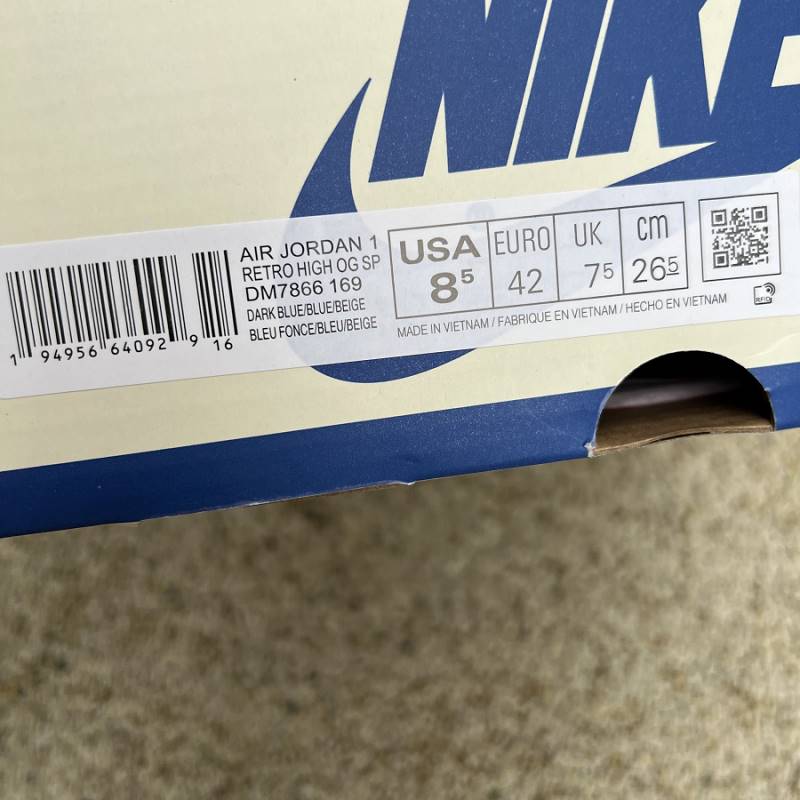 NIKE
AIR JORDAN 1
RETRO HIGH OG SP
DM7866 169
DARK BLUE/BLUE/BEIGE
BLEU FONCE/BLEU/BEIGE
1 94956 64092 9 16
USA 8⁵
EURO 42
UK 7⁵
cm 26⁵
MADE IN VIETNAM / FABRIQUE EN VIETNAM / HECHO EN VIETNAM
RFID